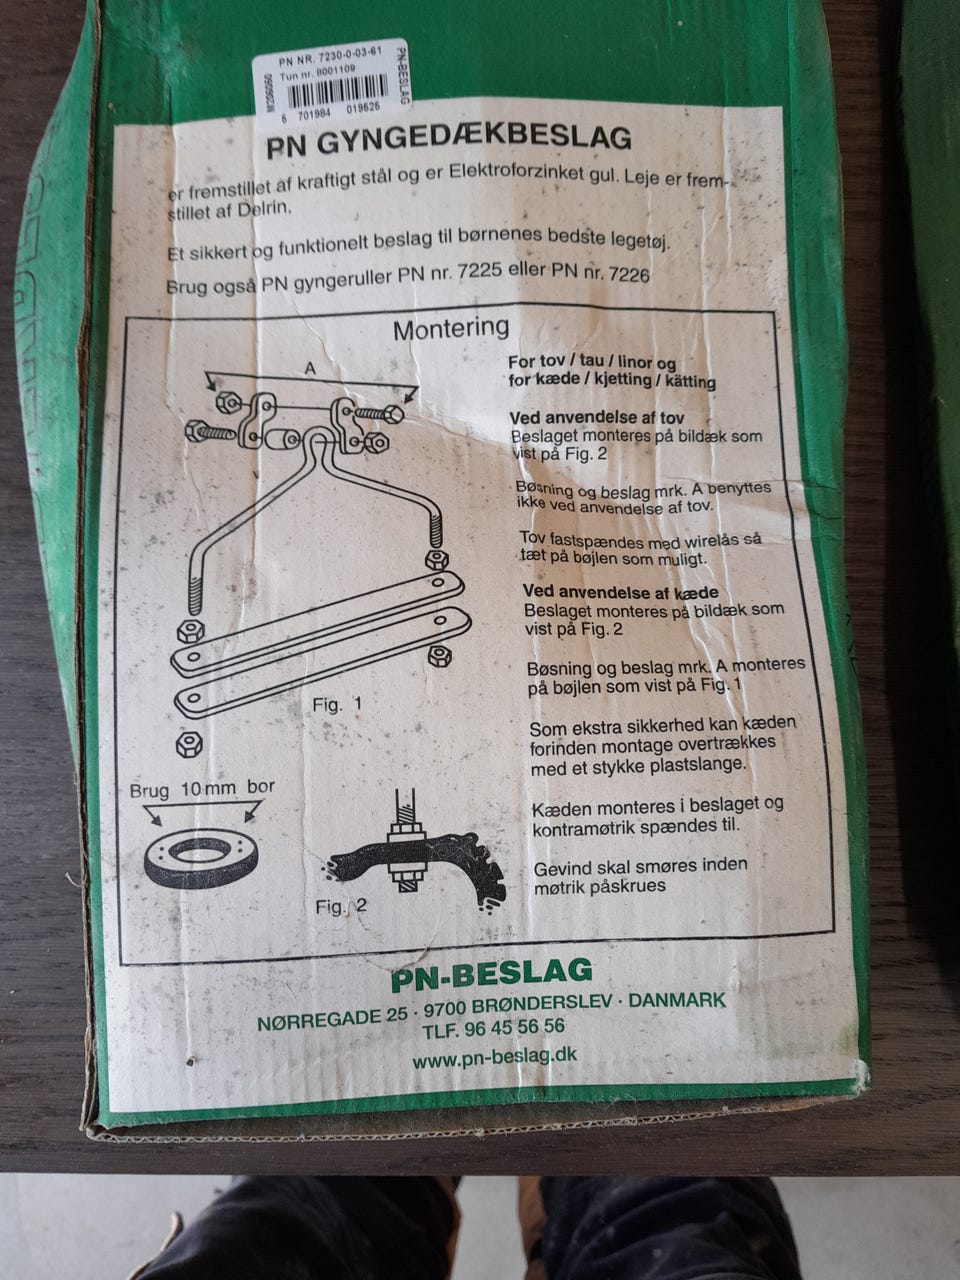 PN NR. 7230-0-03-61
Tun nr. 8001109
M206060
PN-BESLAG
5 701984 019526
PN GYNGEDÆKBESLAG
er fremstillet af kraftigt stål og er Elektroforzinket gul. Leje er frem-
stillet af Delrin.
Et sikkert og funktionelt beslag til børnenes bedste legetøj.
Brug også PN gyngeruller PN nr. 7225 eller PN nr. 7226
Montering
A
For tov / tau / linor og
for kæde / kjetting / kätting
Ved anvendelse af tov
Beslaget monteres på bildæk som
vist på Fig. 2
Bøsning og beslag mrk. A benyttes
ikke ved anvendelse af tov.
Tov fastspændes med wirelås så
tæt på bøjlen som muligt.
Ved anvendelse af kæde
Beslaget monteres på bildæk som
vist på Fig. 2
Bøsning og beslag mrk. A monteres
på bøjlen som vist på Fig. 1
Som ekstra sikkerhed kan kæden
forinden montage overtrækkes
med et stykke plastslange.
Kæden monteres i beslaget og
kontramøtrik spændes til.
Gevind skal smøres inden
møtrik påskrues
Fig. 1
Brug 10 mm bor
Fig. 2
PN-BESLAG
NØRREGADE 25 · 9700 BRØNDERSLEV · DANMARK
TLF. 96 45 56 56
www.pn-beslag.dk